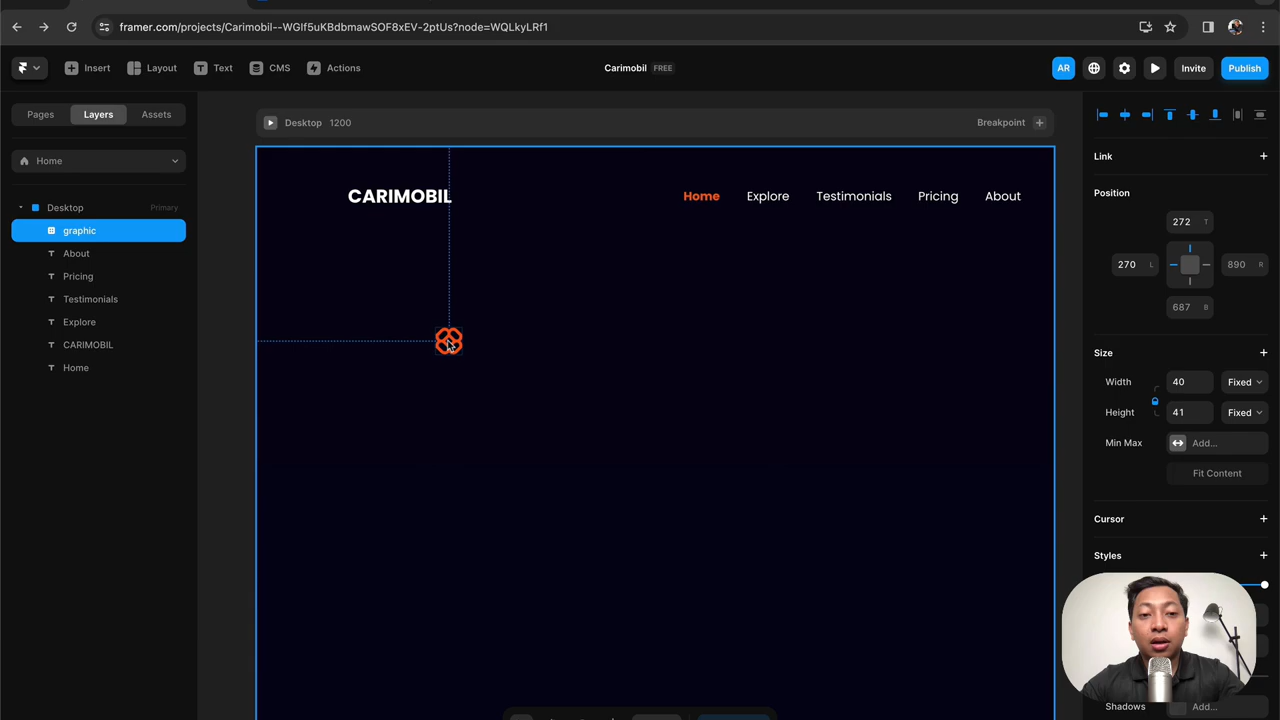 framer.com/projects/Carimobil--WGlf5uKBdbmawSOF8xEV-2ptUs?node=WQLkyLRf1
Insert
Layout
Text
CMS
Actions
Carimobil FREE
AR
Invite
Publish
Pages
Layers
Assets
Desktop 1200
Breakpoint
Home
Link
CARIMOBIL
Home
Explore
Testimonials
Pricing
About
Position
Desktop
Primary
graphic
272 T
About
270 L
890 R
Pricing
Testimonials
687 B
Explore
CARIMOBIL
Size
Home
Width 40 Fixed
Height 41 Fixed
Min Max Add...
Fit Content
Cursor
Styles
Shadows Add...